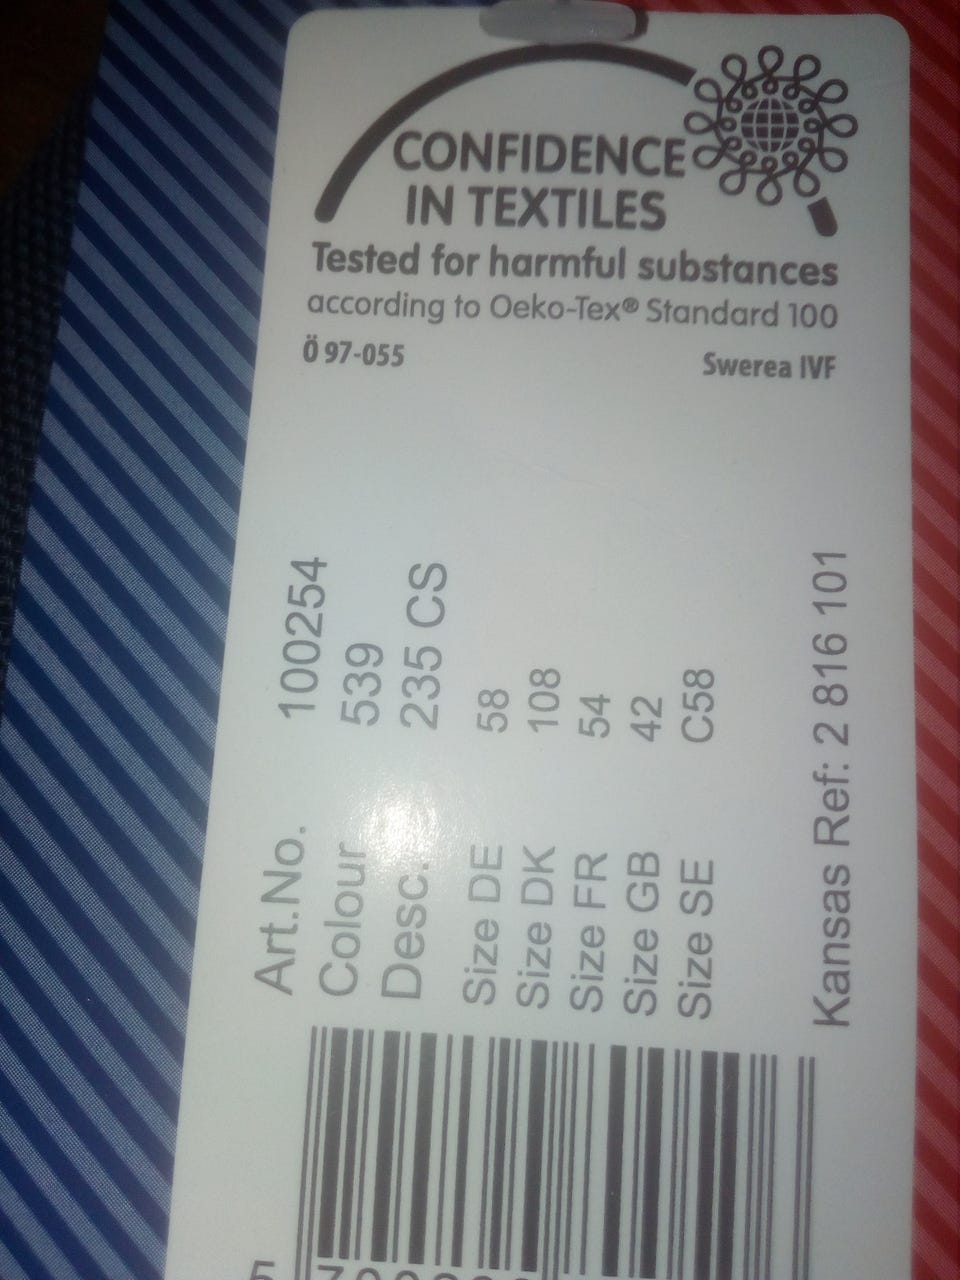 CONFIDENCE
IN TEXTILES
Tested for harmful substances
according to Oeko-Tex® Standard 100
Ö 97-055 Swerea IVF
Art.No. 100254
Colour 539
Desc. 235 CS
Size DE 58
Size DK 108
Size FR 54
Size GB 42
Size SE C58
Kansas Ref: 2 816 101